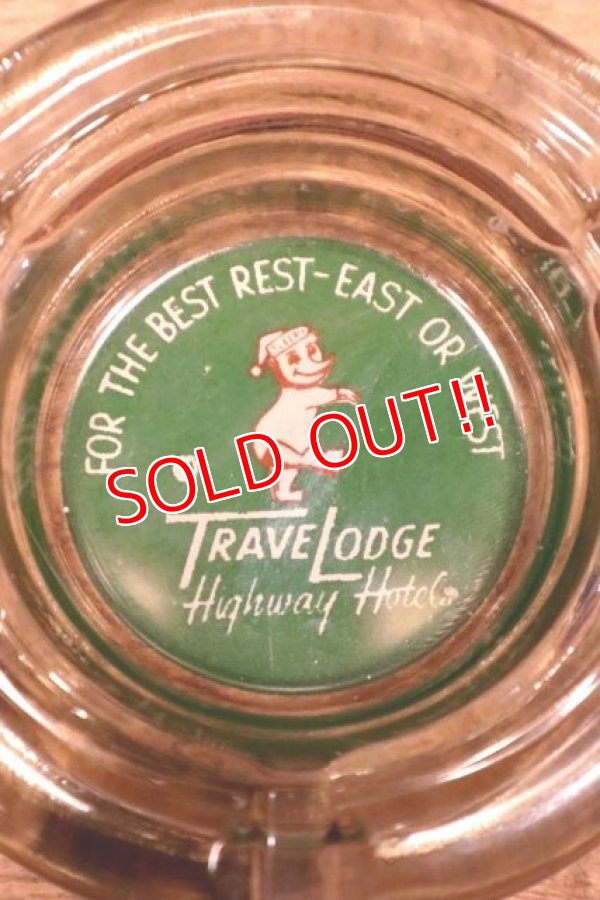 FOR THE BEST REST-EAST OR WEST
SOLD OUT!!
TRAVELODGE
Highway Hotels